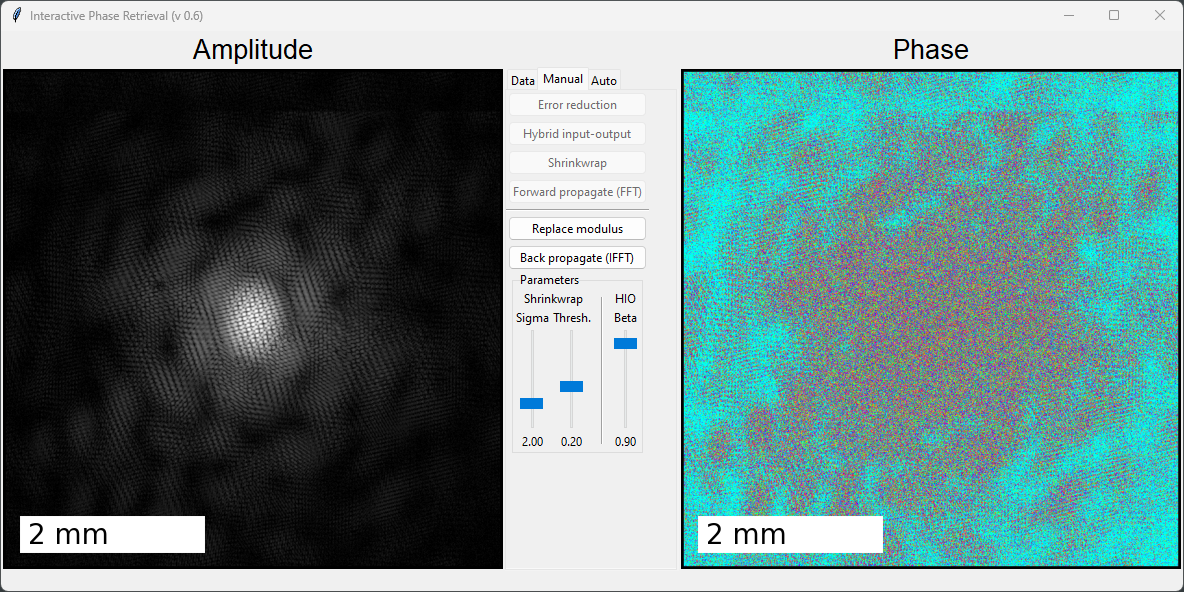 Interactive Phase Retrieval (v 0.6)
Amplitude
Phase
Data Manual Auto
Error reduction
Hybrid input-output
Shrinkwrap
Forward propagate (FFT)
Replace modulus
Back propagate (IFFT)
Parameters
Shrinkwrap HIO
Sigma Thresh. Beta
2.00 0.20 0.90
2 mm
2 mm